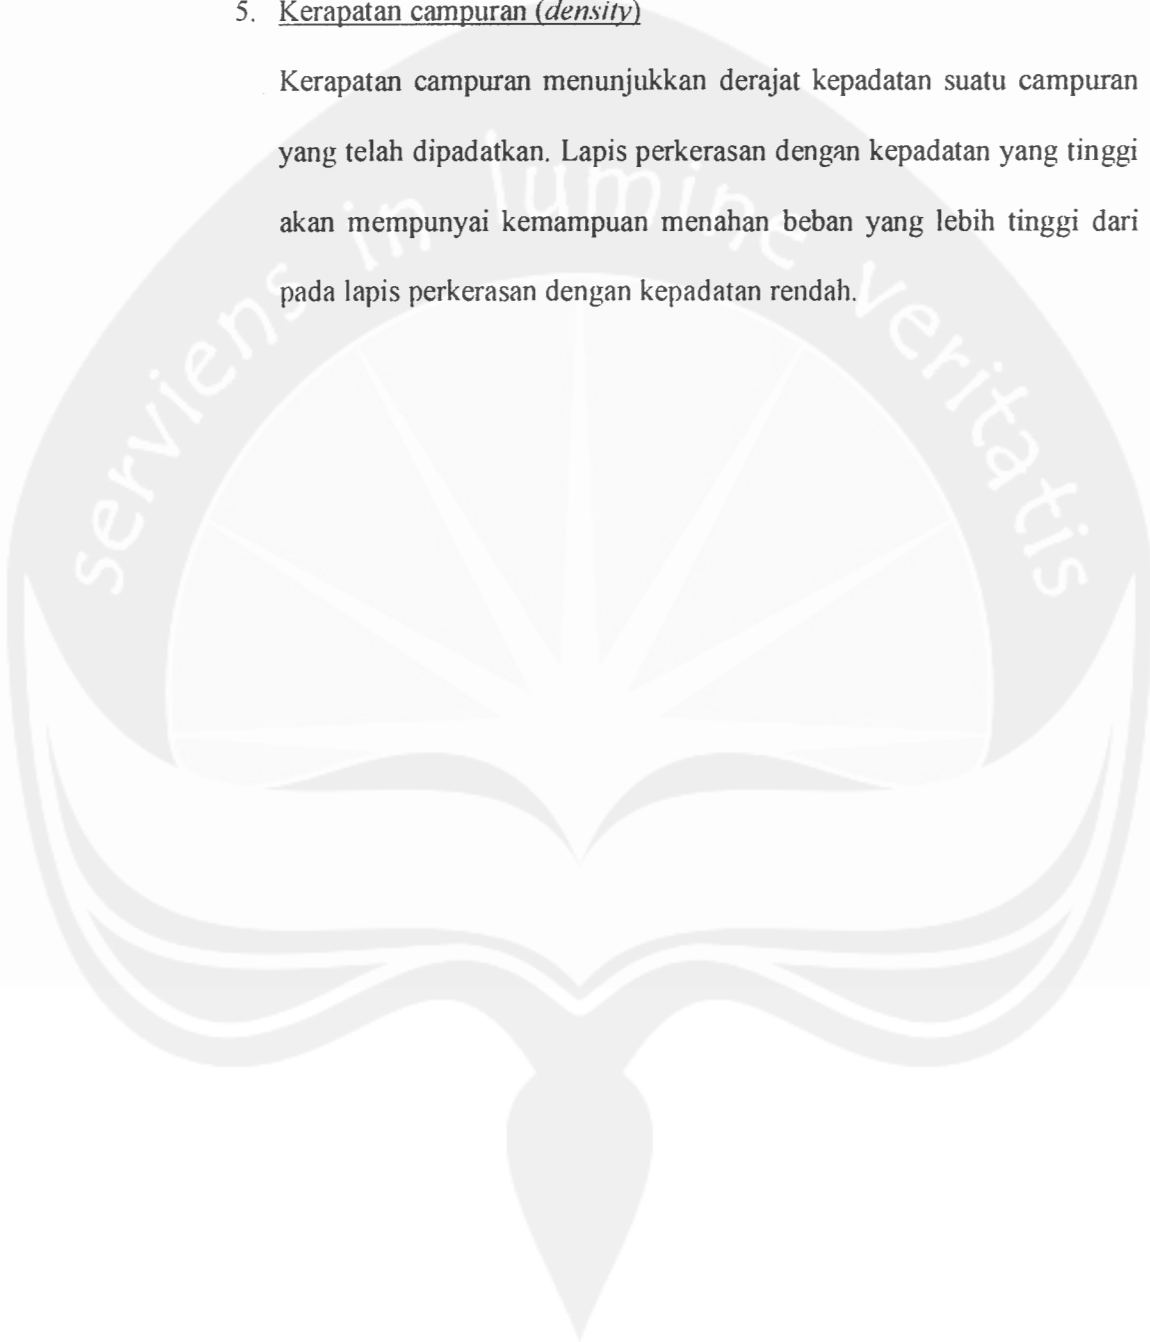 5. Kerapatan campuran (density)
Kerapatan campuran menunjukkan derajat kepadatan suatu campuran
yang telah dipadatkan. Lapis perkerasan dengan kepadatan yang tinggi
akan mempunyai kemampuan menahan beban yang lebih tinggi dari
pada lapis perkerasan dengan kepadatan rendah.
serviens in lumine veritatis